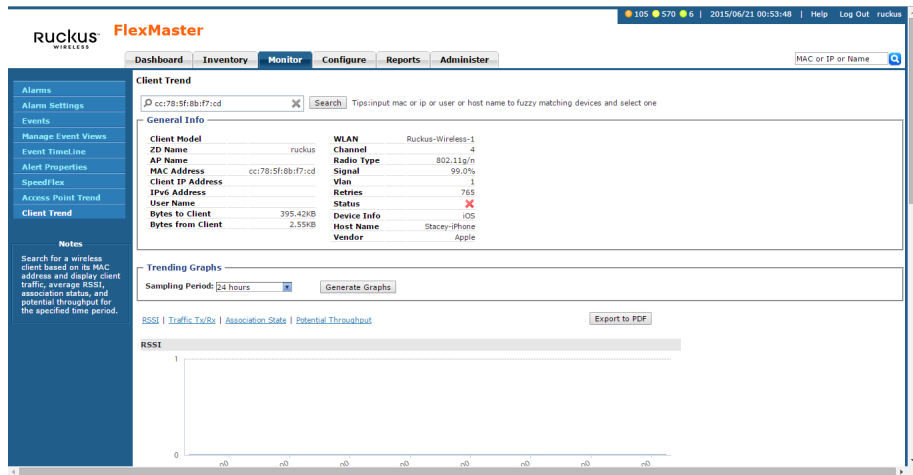 105 570 6 | 2015/06/21 00:53:48 | Help Log Out ruckus
RUCKUS WIRELESS
FlexMaster
Dashboard Inventory Monitor Configure Reports Administer
MAC or IP or Name
Alarms
Alarm Settings
Events
Manage Event Views
Event TimeLine
Alert Properties
SpeedFlex
Access Point Trend
Client Trend
Notes
Search for a wireless
client based on its MAC
address and display client
traffic, average RSSI,
association status, and
potential throughput for
the specified time period.
Client Trend
cc:78:5f:8b:f7:cd Search Tips:input mac or ip or user or host name to fuzzy matching devices and select one
General Info
Client Model
ZD Name ruckus
AP Name
MAC Address cc:78:5f:8b:f7:cd
Client IP Address
IPv6 Address
User Name
Bytes to Client 395.42KB
Bytes from Client 2.55KB
WLAN Ruckus-Wireless-1
Channel 4
Radio Type 802.11g/n
Signal 99.0%
Vlan 1
Retries 765
Status
Device Info iOS
Host Name Stacey-iPhone
Vendor Apple
Trending Graphs
Sampling Period: 24 hours Generate Graphs
RSSI | Traffic Tx/Rx | Association State | Potential Throughput
Export to PDF
RSSI
1
0